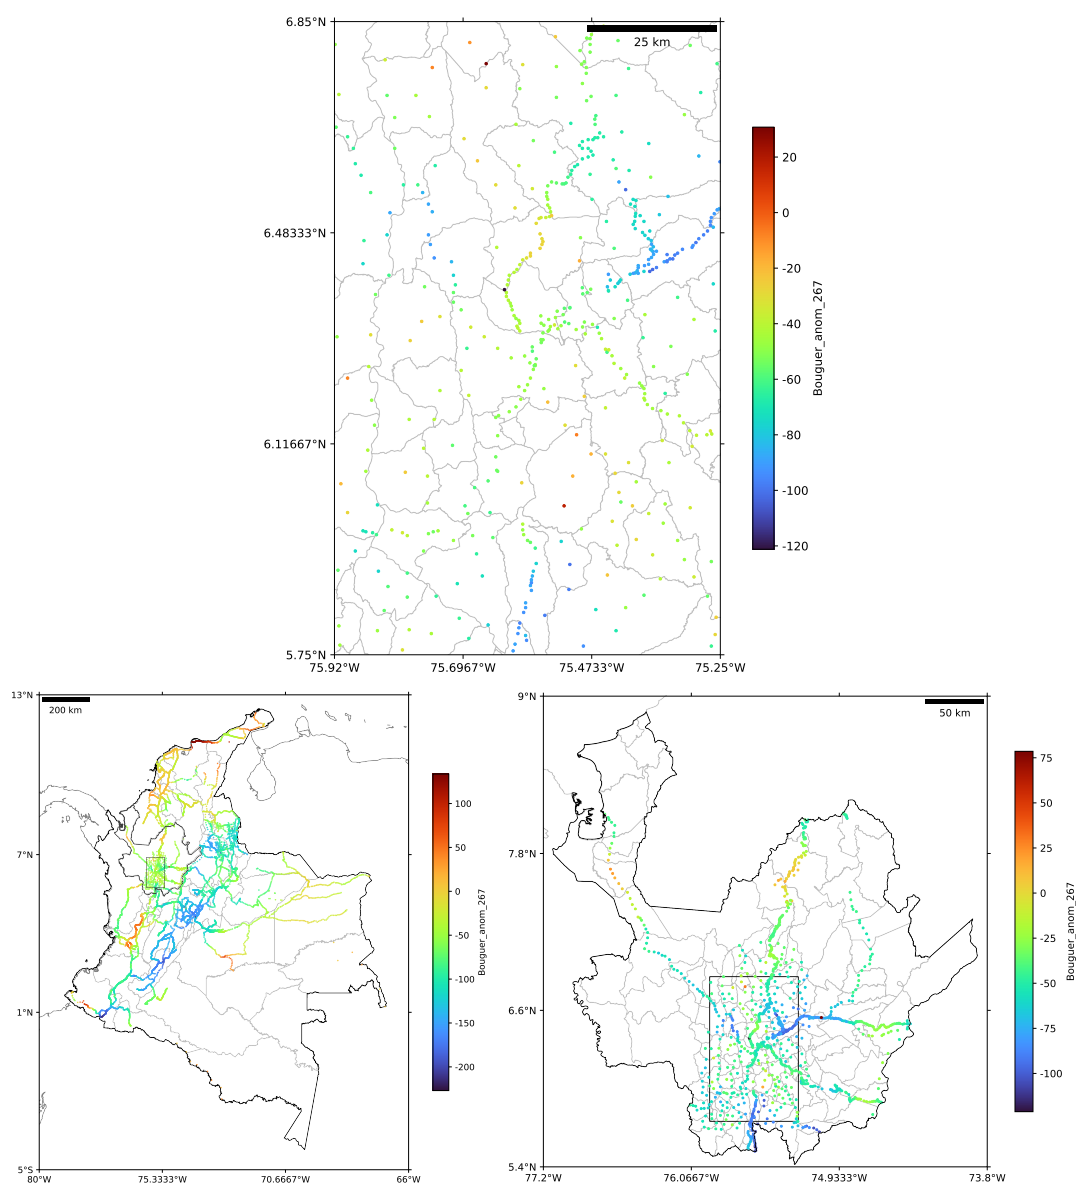 6.85°N
25 km
6.48333°N
6.11667°N
5.75°N
75.92°W
75.6967°W
75.4733°W
75.25°W
20
0
-20
-40
-60
-80
-100
-120
Bouguer_anom_267
13°N
200 km
7°N
1°N
5°S
80°W
75.3333°W
70.6667°W
66°W
100
50
0
-50
-100
-150
-200
Bouguer_anom_267
9°N
50 km
7.8°N
6.6°N
5.4°N
77.2°W
76.0667°W
74.9333°W
73.8°W
75
50
25
0
-25
-50
-75
-100
Bouguer_anom_267